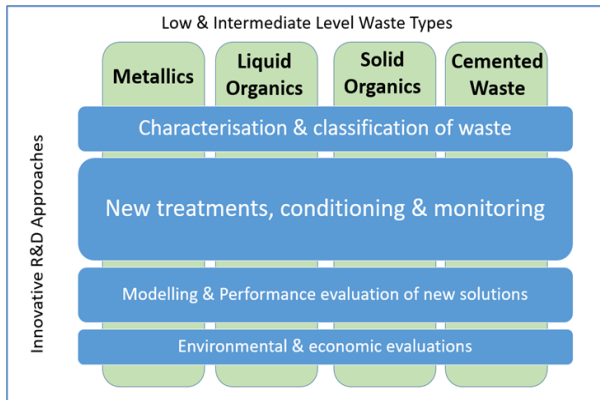 Low & Intermediate Level Waste Types
Metallics
Liquid
Organics
Solid
Organics
Cemented
Waste
Innovative R&D Approaches
Characterisation & classification of waste
New treatments, conditioning & monitoring
Modelling & Performance evaluation of new solutions
Environmental & economic evaluations